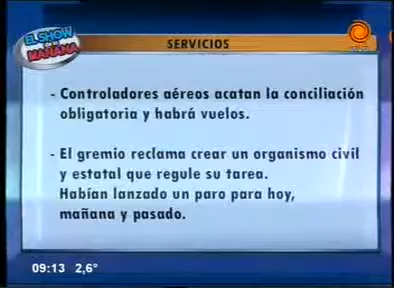 EL SHOW
DE LA
MAÑANA
SERVICIOS
- Controladores aéreos acatan la conciliación
obligatoria y habrá vuelos.
- El gremio reclama crear un organismo civil
y estatal que regule su tarea.
Habían lanzado un paro para hoy,
mañana y pasado.
09:13 2,6°